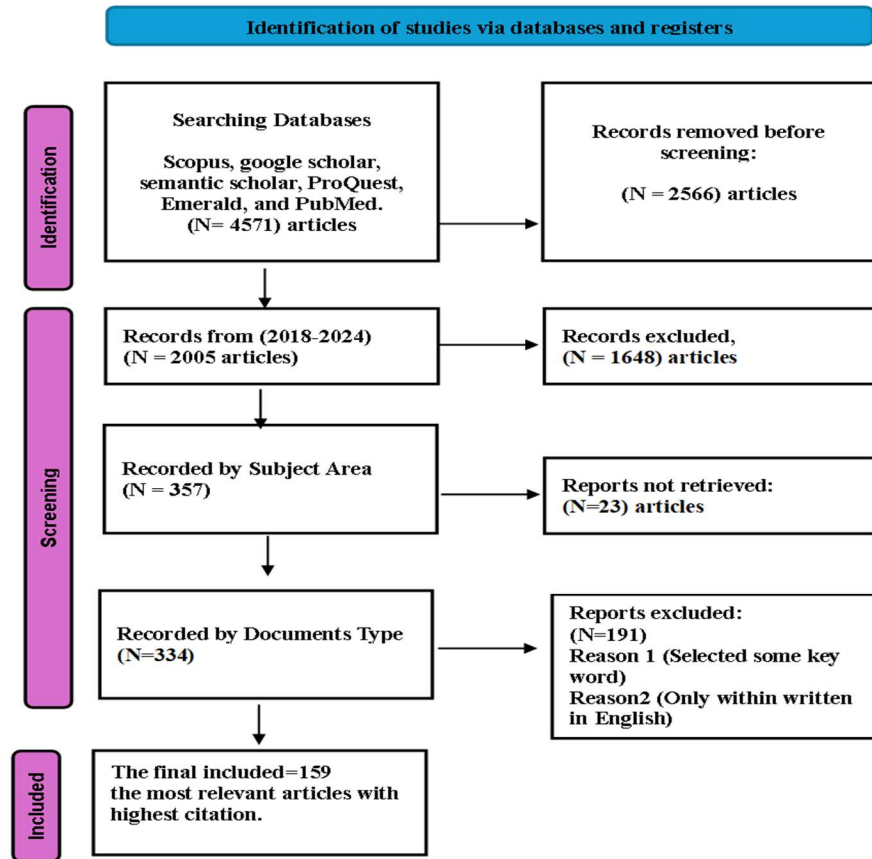 Identification of studies via databases and registers
Identification
Searching Databases
Scopus, google scholar,
semantic scholar, ProQuest,
Emerald, and PubMed.
(N= 4571) articles
Records removed before
screening:
(N = 2566) articles
Screening
Records from (2018-2024)
(N = 2005 articles)
Records excluded,
(N = 1648) articles
Recorded by Subject Area
(N = 357)
Reports not retrieved:
(N=23) articles
Recorded by Documents Type
(N=334)
Reports excluded:
(N=191)
Reason 1 (Selected some key
word)
Reason2 (Only within written
in English)
Included
The final included=159
the most relevant articles with
highest citation.